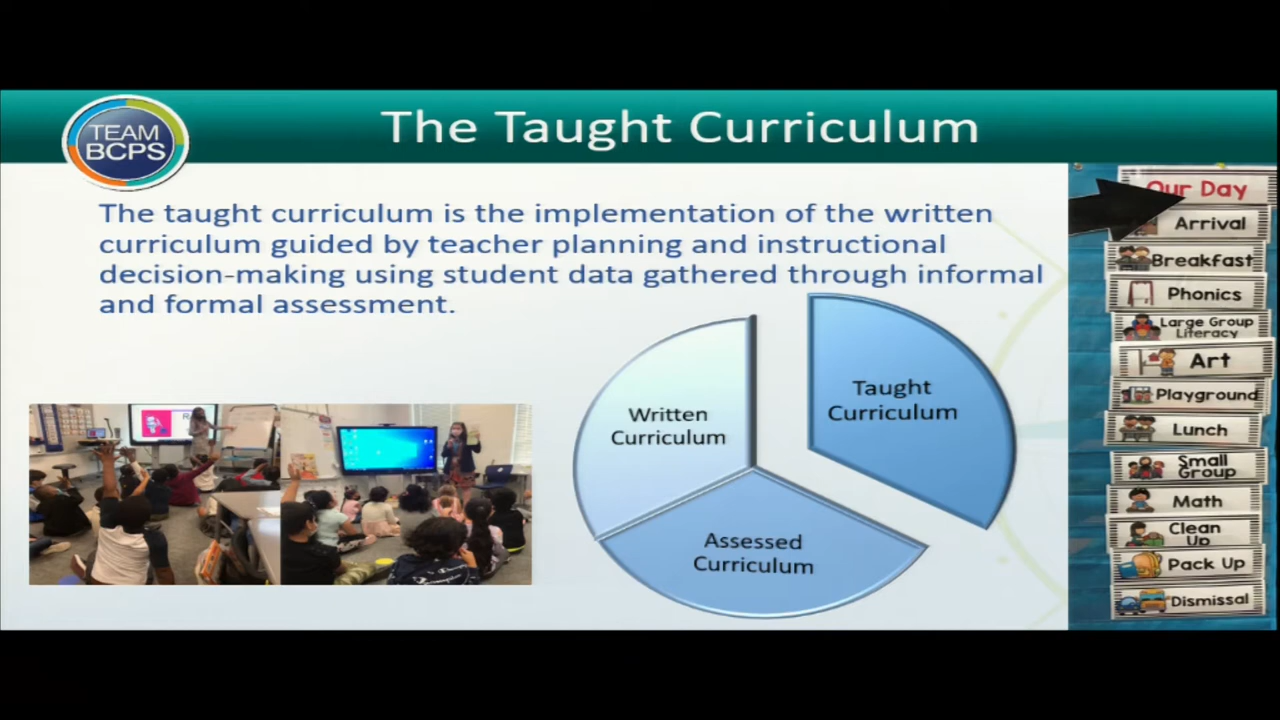 The Taught Curriculum
TEAM
BCPS
The taught curriculum is the implementation of the written
curriculum guided by teacher planning and instructional
decision-making using student data gathered through informal
and formal assessment.
Written
Curriculum
Taught
Curriculum
Assessed
Curriculum
Our Day
Arrival
Breakfast
Phonics
Large Group
Literacy
Art
Playground
Lunch
Small
Group
Math
Clean
Up
Pack Up
Dismissal